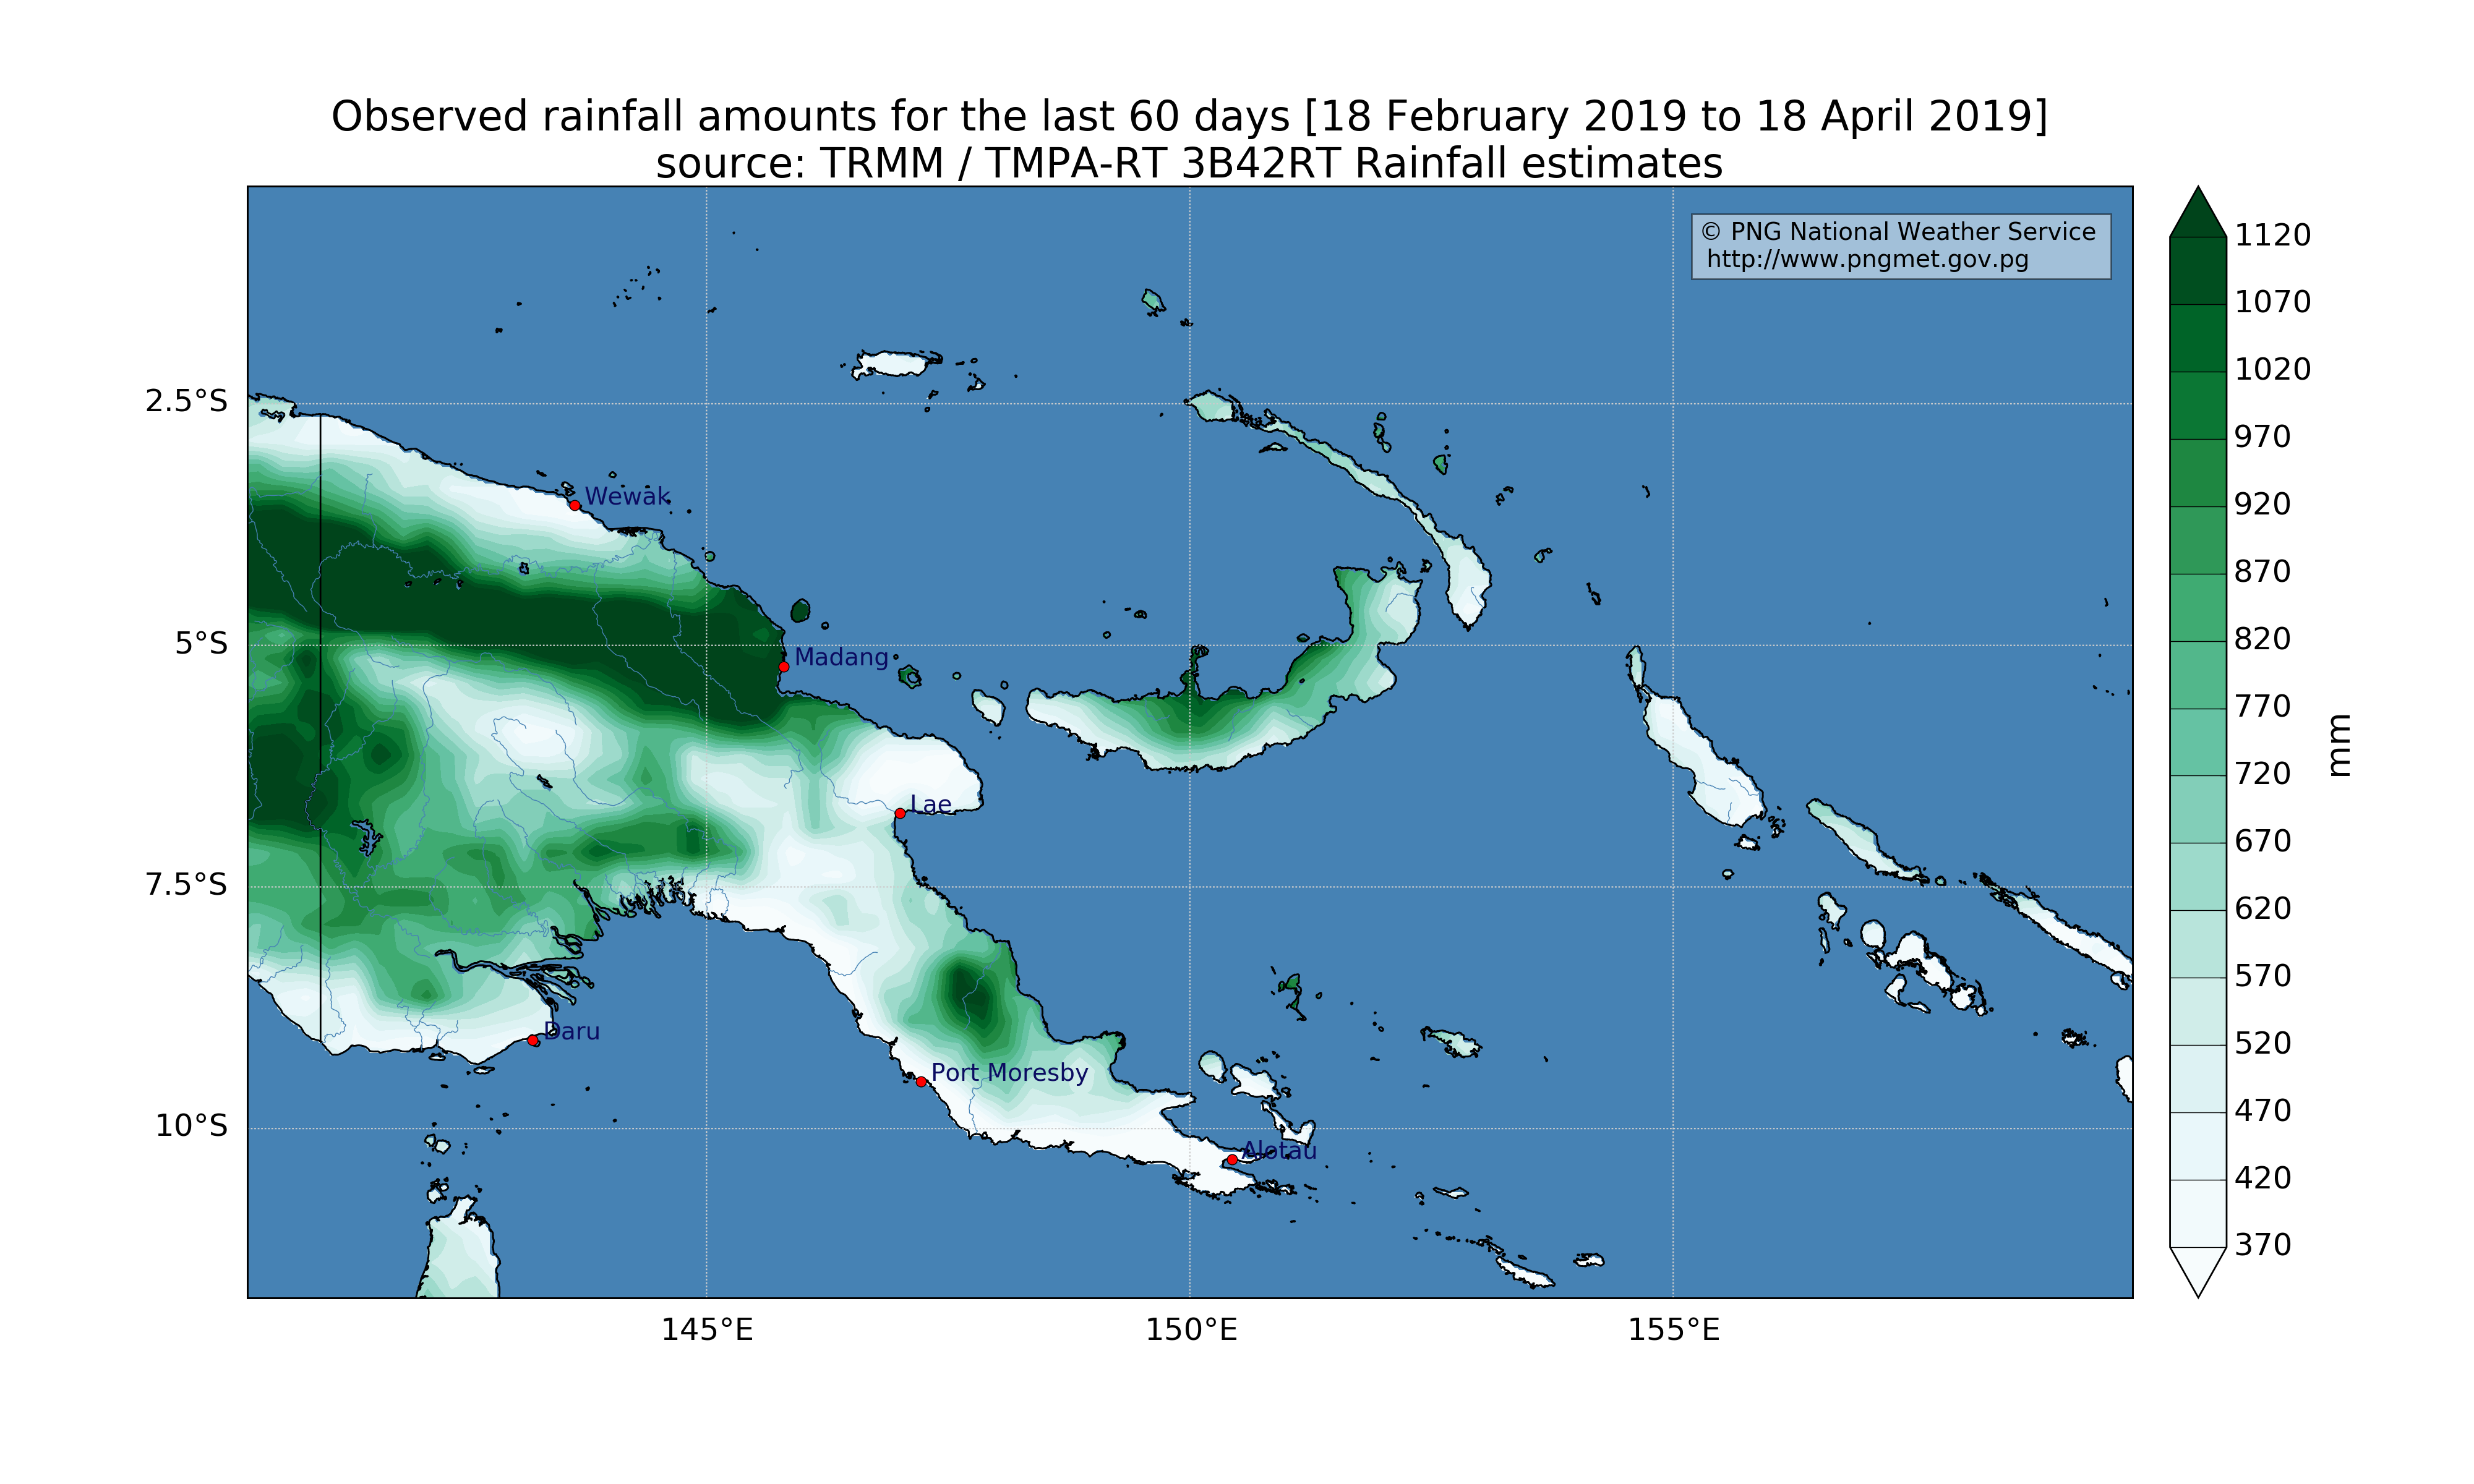 Observed rainfall amounts for the last 60 days [18 February 2019 to 18 April 2019]
source: TRMM / TMPA-RT 3B42RT Rainfall estimates
© PNG National Weather Service
http://www.pngmet.gov.pg
2.5°S
5°S
7.5°S
10°S
Wewak
Madang
Lae
Daru
Port Moresby
Alotau
145°E
150°E
155°E
1120
1070
1020
970
920
870
820
770
720
670
620
570
520
470
420
370
mm